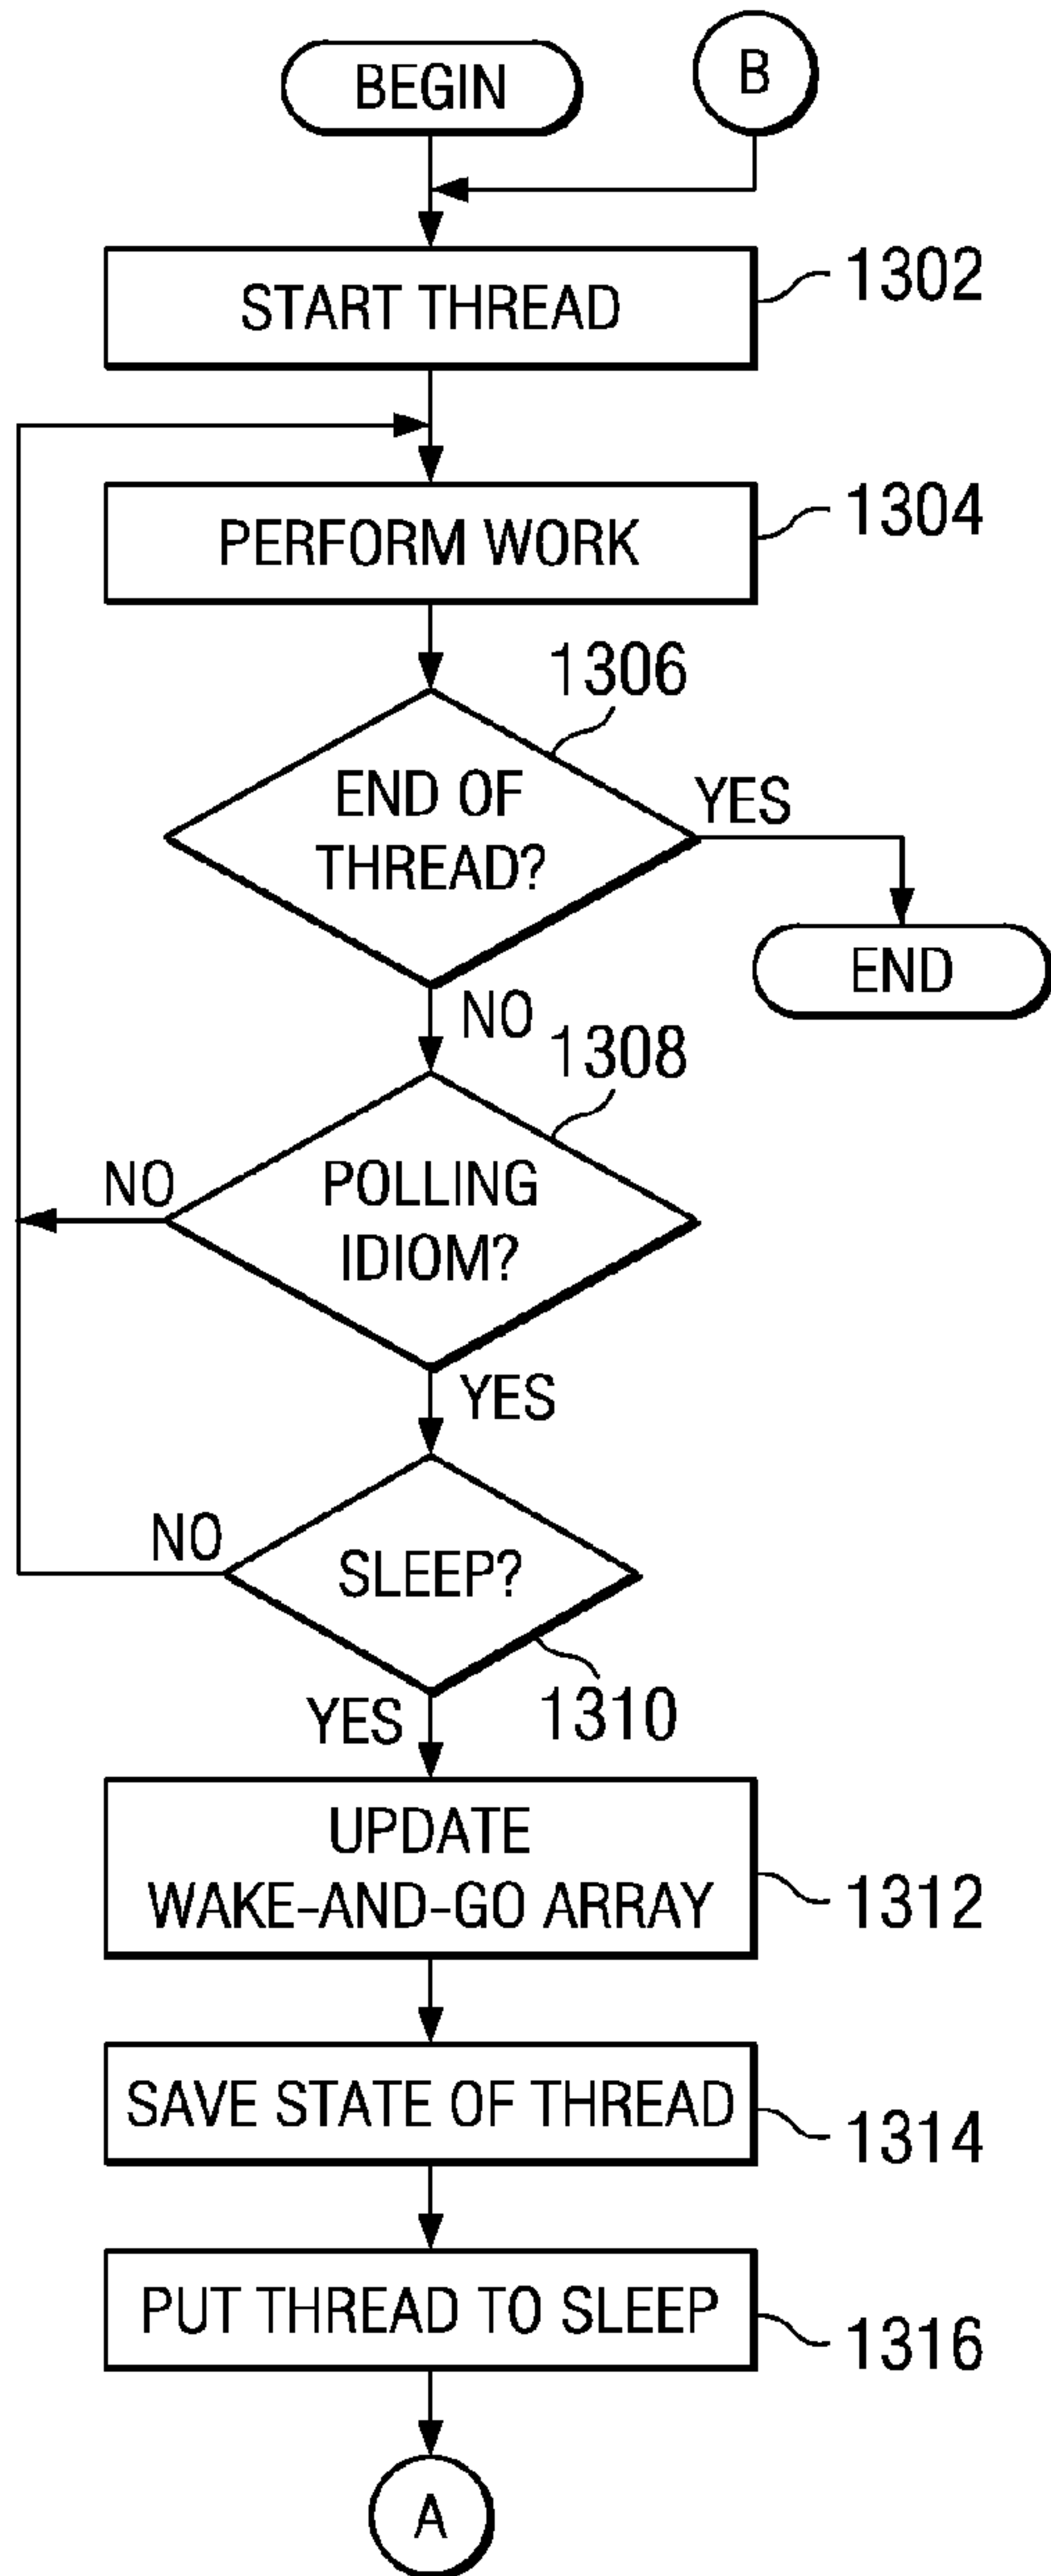 BEGIN
B
START THREAD
1302
PERFORM WORK
1304
1306
END OF
THREAD?
YES
END
NO
1308
POLLING
IDIOM?
NO
YES
SLEEP?
NO
1310
YES
UPDATE
WAKE-AND-GO ARRAY
1312
SAVE STATE OF THREAD
1314
PUT THREAD TO SLEEP
1316
A